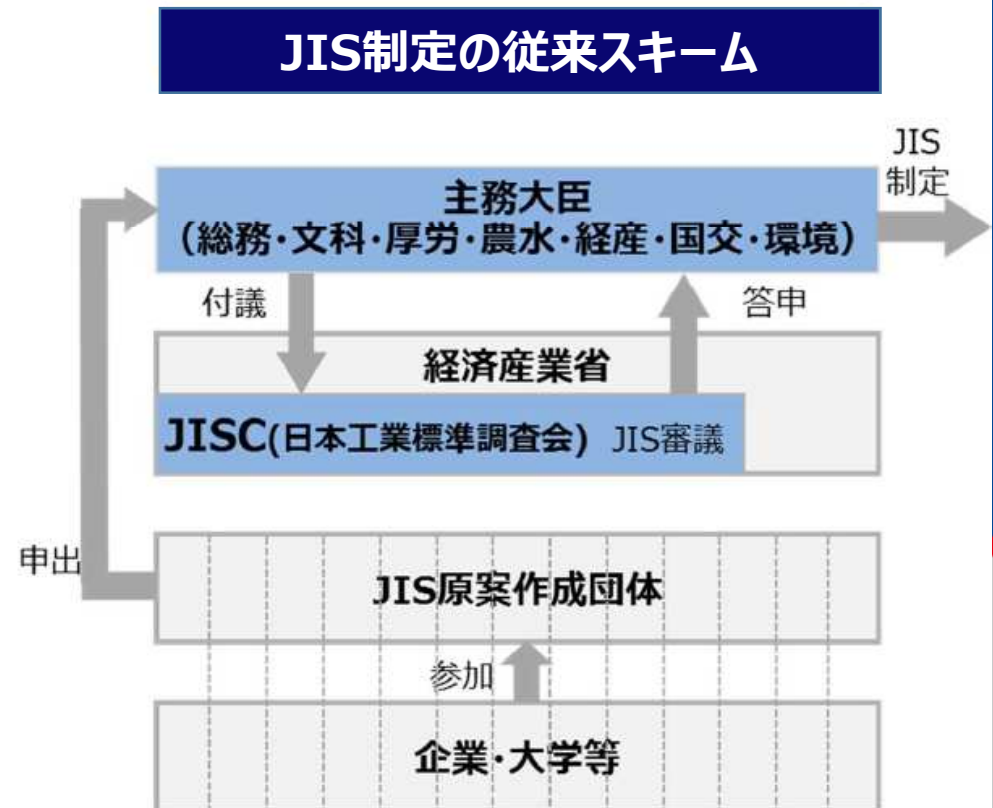 JIS制定の従来スキーム
JIS
制定
主務大臣
（総務・文科・厚労・農水・経産・国交・環境）
付議
答申
経済産業省
JISC(日本工業標準調査会) JIS審議
申出
JIS原案作成団体
参加
企業・大学等